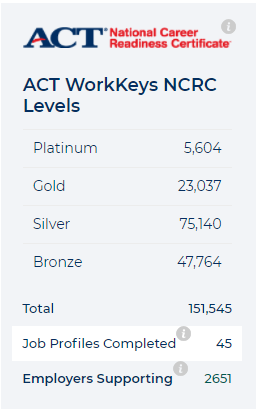 ACT® National Career
Readiness Certificate®
ACT WorkKeys NCRC
Levels
Platinum 5,604
Gold 23,037
Silver 75,140
Bronze 47,764
Total 151,545
Job Profiles Completed i 45
Employers Supporting i 2651